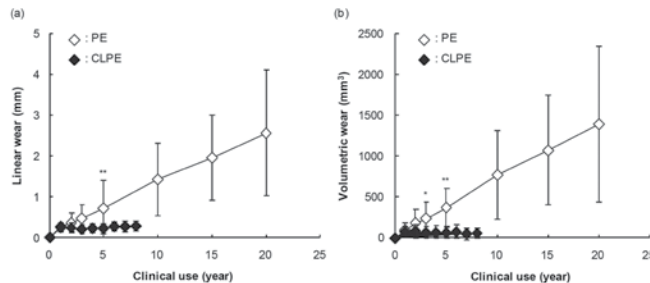 (a)
◇ : PE
◆ : CLPE
Linear wear (mm)
5
4
3
2
1
0
**
0 5 10 15 20 25
Clinical use (year)
(b)
◇ : PE
◆ : CLPE
Volumetric wear (mm³)
2500
2000
1500
1000
500
0
*
**
0 5 10 15 20 25
Clinical use (year)